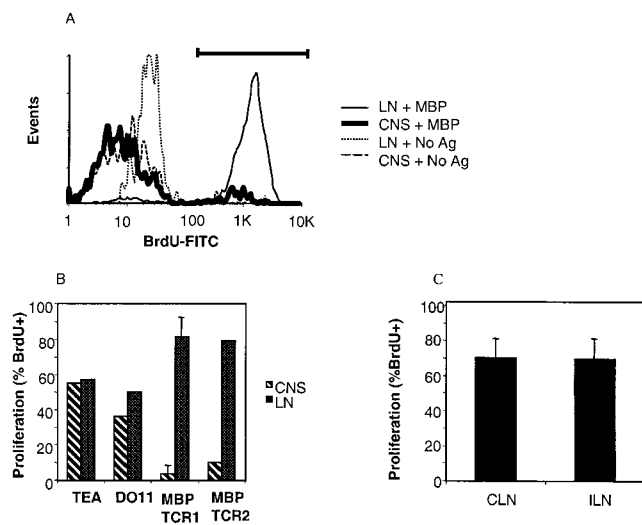 A
Events
1 10 100 1K 10K
BrdU-FITC
LN + MBP
CNS + MBP
LN + No Ag
CNS + No Ag
B
Proliferation (% BrdU+)
100
80
60
40
20
0
TEA DO11 MBP MBP
TCR1 TCR2
CNS
LN
C
Proliferation (%BrdU+)
100
80
60
40
20
0
CLN ILN